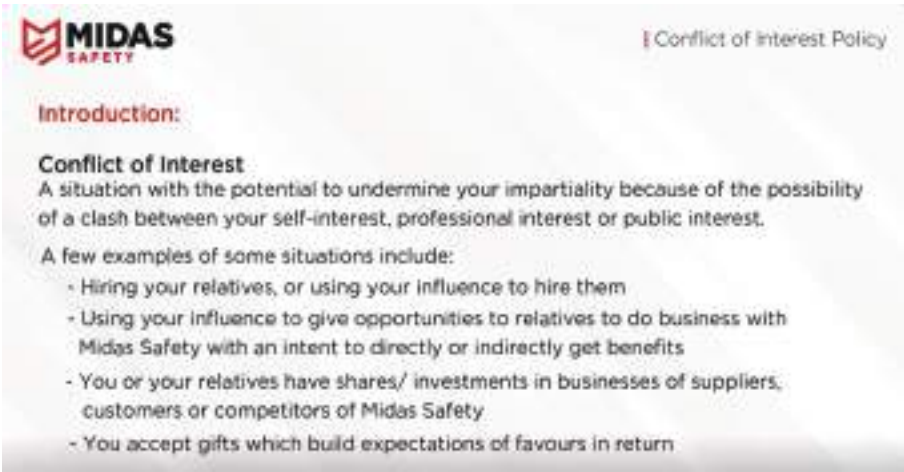 MIDAS
SAFETY
Conflict of Interest Policy
Introduction:
Conflict of Interest
A situation with the potential to undermine your impartiality because of the possibility
of a clash between your self-interest, professional interest or public interest.
A few examples of some situations include:
- Hiring your relatives, or using your influence to hire them
- Using your influence to give opportunities to relatives to do business with
Midas Safety with an intent to directly or indirectly get benefits
- You or your relatives have shares/ investments in businesses of suppliers,
customers or competitors of Midas Safety
- You accept gifts which build expectations of favours in return